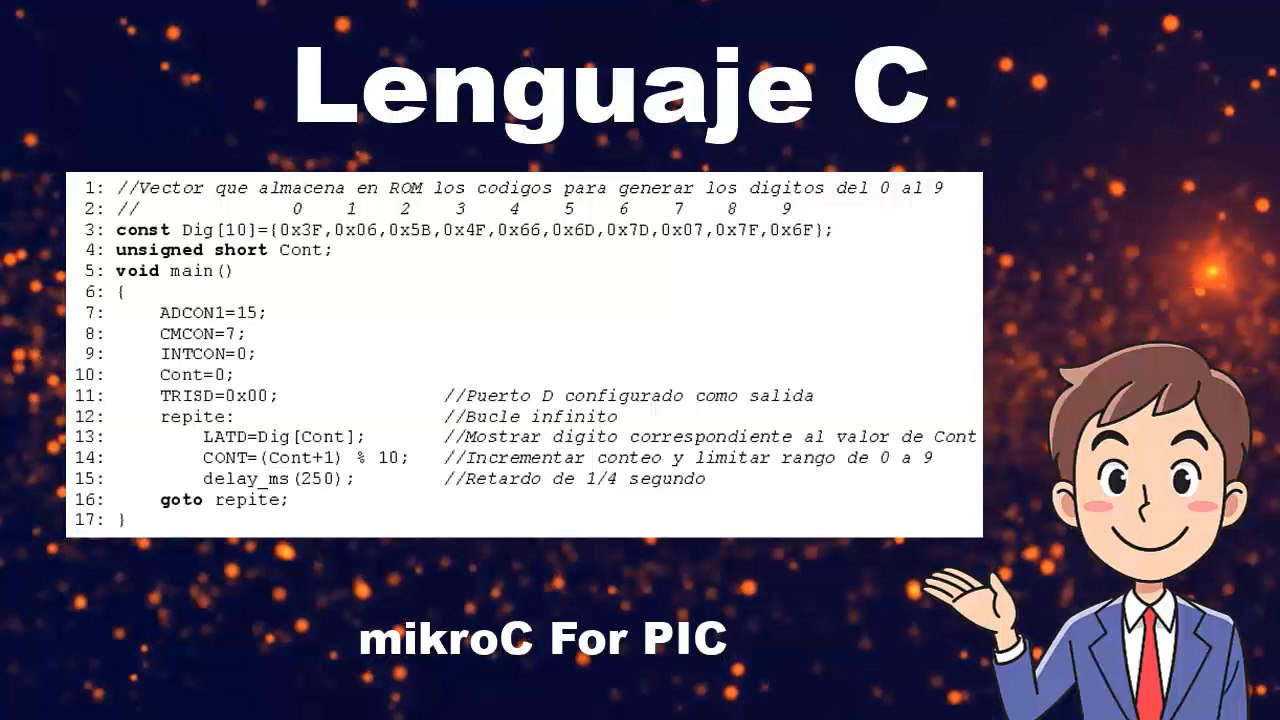 Lenguaje C
1: //Vector que almacena en ROM los codigos para generar los digitos del 0 al 9
2: // 0 1 2 3 4 5 6 7 8 9
3: const Dig[10]={0x3F,0x06,0x5B,0x4F,0x66,0x6D,0x7D,0x07,0x7F,0x6F};
4: unsigned short Cont;
5: void main()
6: {
7: ADCON1=15;
8: CMCON=7;
9: INTCON=0;
10: Cont=0;
11: TRISD=0x00; //Puerto D configurado como salida
12: repite: //Bucle infinito
13: LATD=Dig[Cont]; //Mostrar digito correspondiente al valor de Cont
14: CONT=(Cont+1) % 10; //Incrementar conteo y limitar rango de 0 a 9
15: delay_ms(250); //Retardo de 1/4 segundo
16: goto repite;
17: }
mikroC For PIC